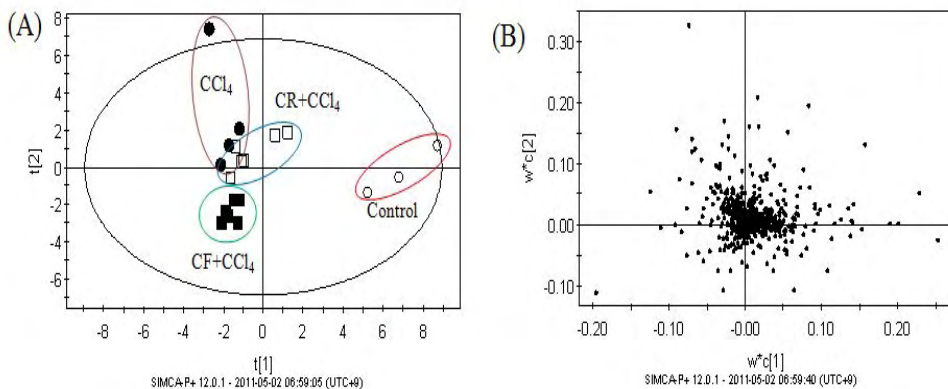 (A)
8
6
4
2
0
-2
-4
-6
t[2]
CCl4
CR+CCl4
Control
CF+CCl4
-8 -6 -4 -2 0 2 4 6 8
t[1]
SIMCA-P+ 12.0.1 - 2011-05-02 06:59:05 (UTC+9)
(B)
0.30
0.20
0.10
0.00
-0.10
w*c[2]
-0.20 -0.10 -0.00 0.10 0.20
w*c[1]
SIMCA-P+ 12.0.1 - 2011-05-02 06:59:40 (UTC+9)